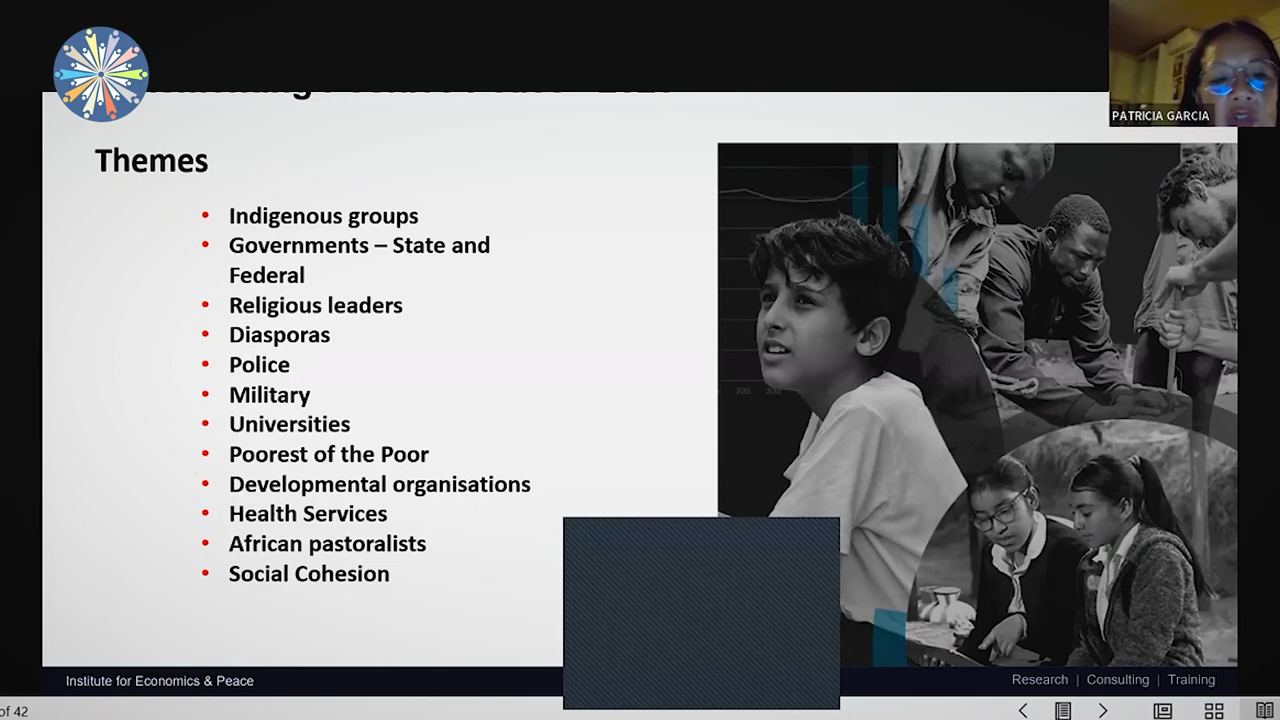 PATRICIA GARCIA
Themes
• Indigenous groups
• Governments – State and
Federal
• Religious leaders
• Diasporas
• Police
• Military
• Universities
• Poorest of the Poor
• Developmental organisations
• Health Services
• African pastoralists
• Social Cohesion
Institute for Economics & Peace
Research | Consulting | Training
of 42